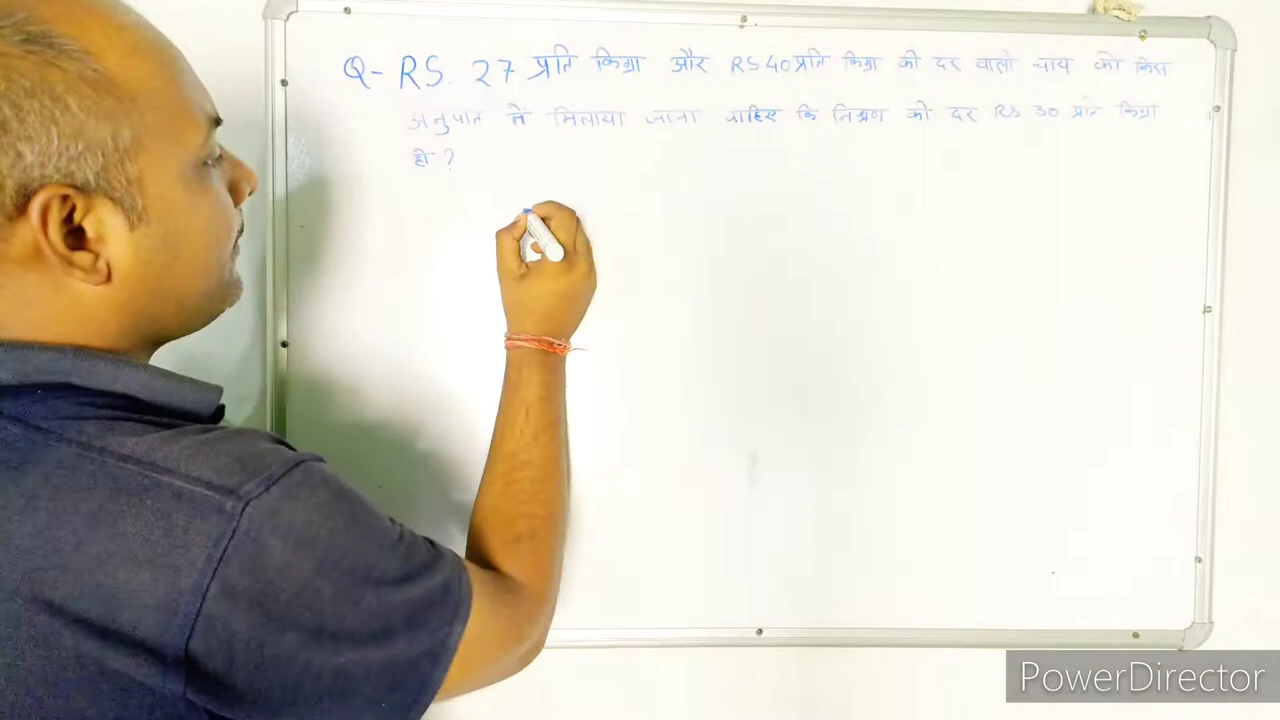 Q- RS. 27 प्रति किग्रा और RS 40 प्रति किग्रा की दर वाली चाय को किस
अनुपात में मिलाया जाना चाहिए कि मिश्रण की दर RS 30 प्रति किग्रा
हो ?
PowerDirector